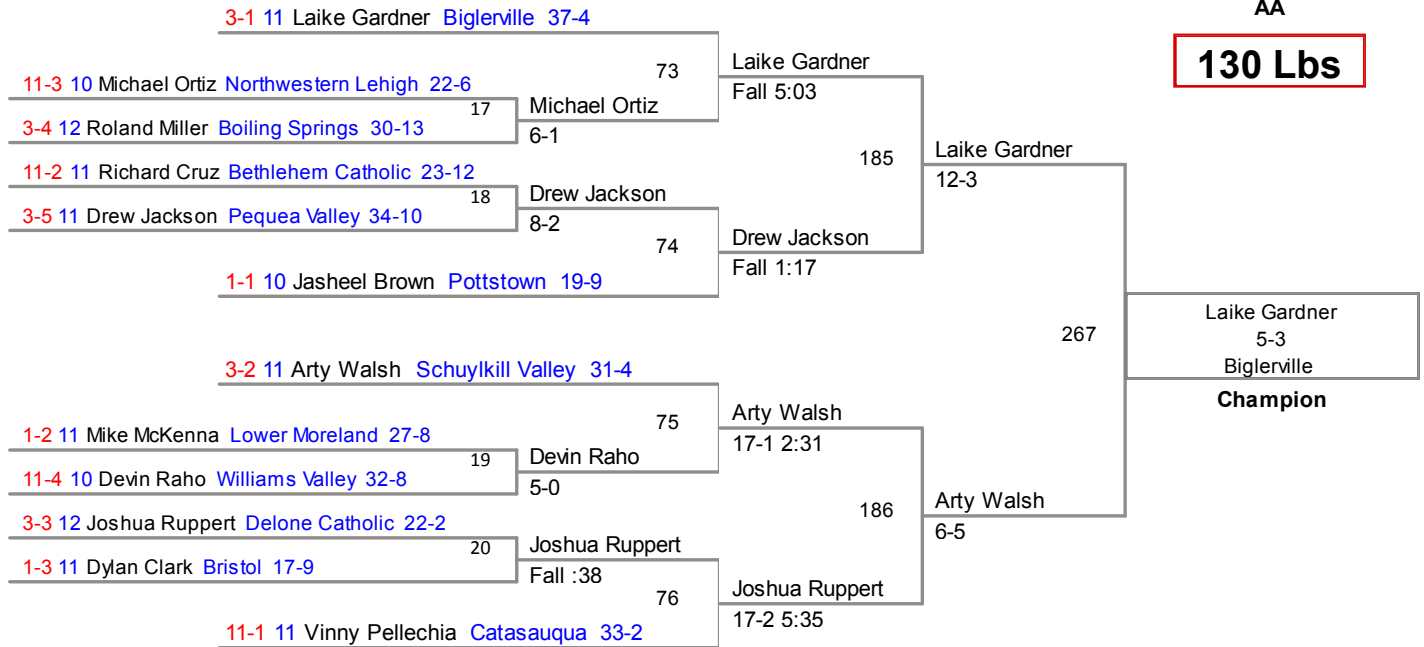 AA
130 Lbs
3-1 11 Laike Gardner Biglerville 37-4
73
Laike Gardner
Fall 5:03
11-3 10 Michael Ortiz Northwestern Lehigh 22-6
17
Michael Ortiz
6-1
3-4 12 Roland Miller Boiling Springs 30-13
185
Laike Gardner
12-3
11-2 11 Richard Cruz Bethlehem Catholic 23-12
18
Drew Jackson
8-2
3-5 11 Drew Jackson Pequea Valley 34-10
74
Drew Jackson
Fall 1:17
1-1 10 Jasheel Brown Pottstown 19-9
267
Laike Gardner
5-3
Biglerville
Champion
3-2 11 Arty Walsh Schuylkill Valley 31-4
75
Arty Walsh
17-1 2:31
1-2 11 Mike McKenna Lower Moreland 27-8
19
Devin Raho
5-0
11-4 10 Devin Raho Williams Valley 32-8
186
Arty Walsh
6-5
3-3 12 Joshua Ruppert Delone Catholic 22-2
20
Joshua Ruppert
Fall :38
1-3 11 Dylan Clark Bristol 17-9
76
Joshua Ruppert
17-2 5:35
11-1 11 Vinny Pellechia Catasauqua 33-2